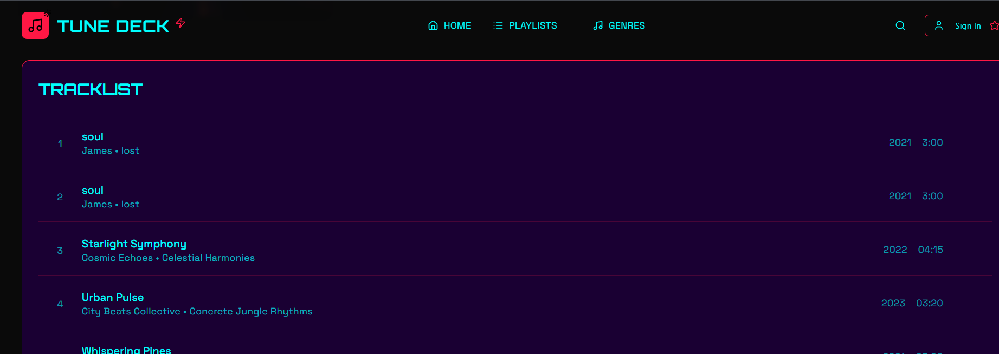 TUNE DECK
HOME PLAYLISTS GENRES Sign In
TRACKLIST
1 soul 2021 3:00
James • lost
2 soul 2021 3:00
James • lost
3 Starlight Symphony 2022 04:15
Cosmic Echoes • Celestial Harmonies
4 Urban Pulse 2023 03:20
City Beats Collective • Concrete Jungle Rhythms
Whispering Pines